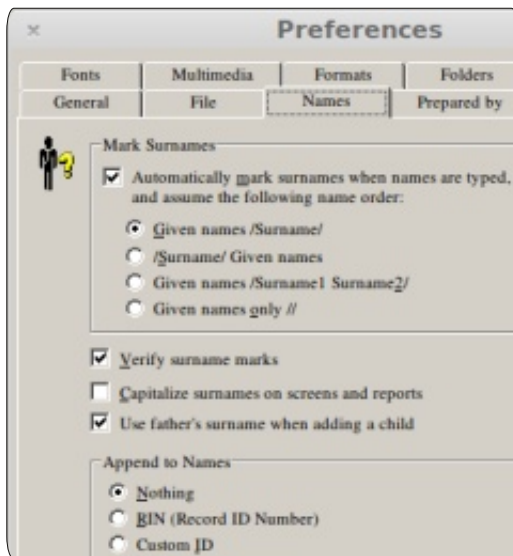 Preferences
Fonts Multimedia Formats Folders
General File Names Prepared by
Mark Surnames
Automatically mark surnames when names are typed,
and assume the following name order:
Given names /Surname/
/Surname/ Given names
Given names /Surname1 Surname2/
Given names only //
Verify surname marks
Capitalize surnames on screens and reports
Use father's surname when adding a child
Append to Names
Nothing
RIN (Record ID Number)
Custom ID